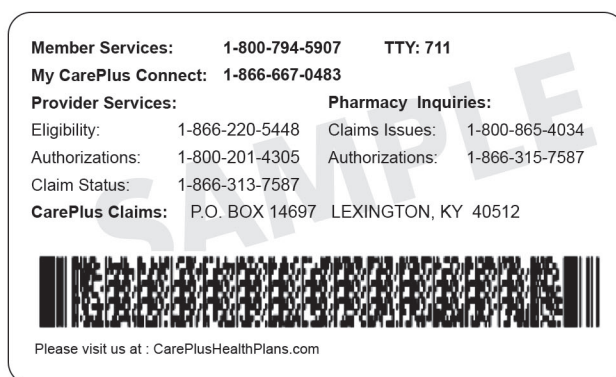 Member Services: 1-800-794-5907 TTY: 711
My CarePlus Connect: 1-866-667-0483
Provider Services: Pharmacy Inquiries:
Eligibility: 1-866-220-5448 Claims Issues: 1-800-865-4034
Authorizations: 1-800-201-4305 Authorizations: 1-866-315-7587
Claim Status: 1-866-313-7587
CarePlus Claims: P.O. BOX 14697 LEXINGTON, KY 40512
SAMPLE
Please visit us at : CarePlusHealthPlans.com